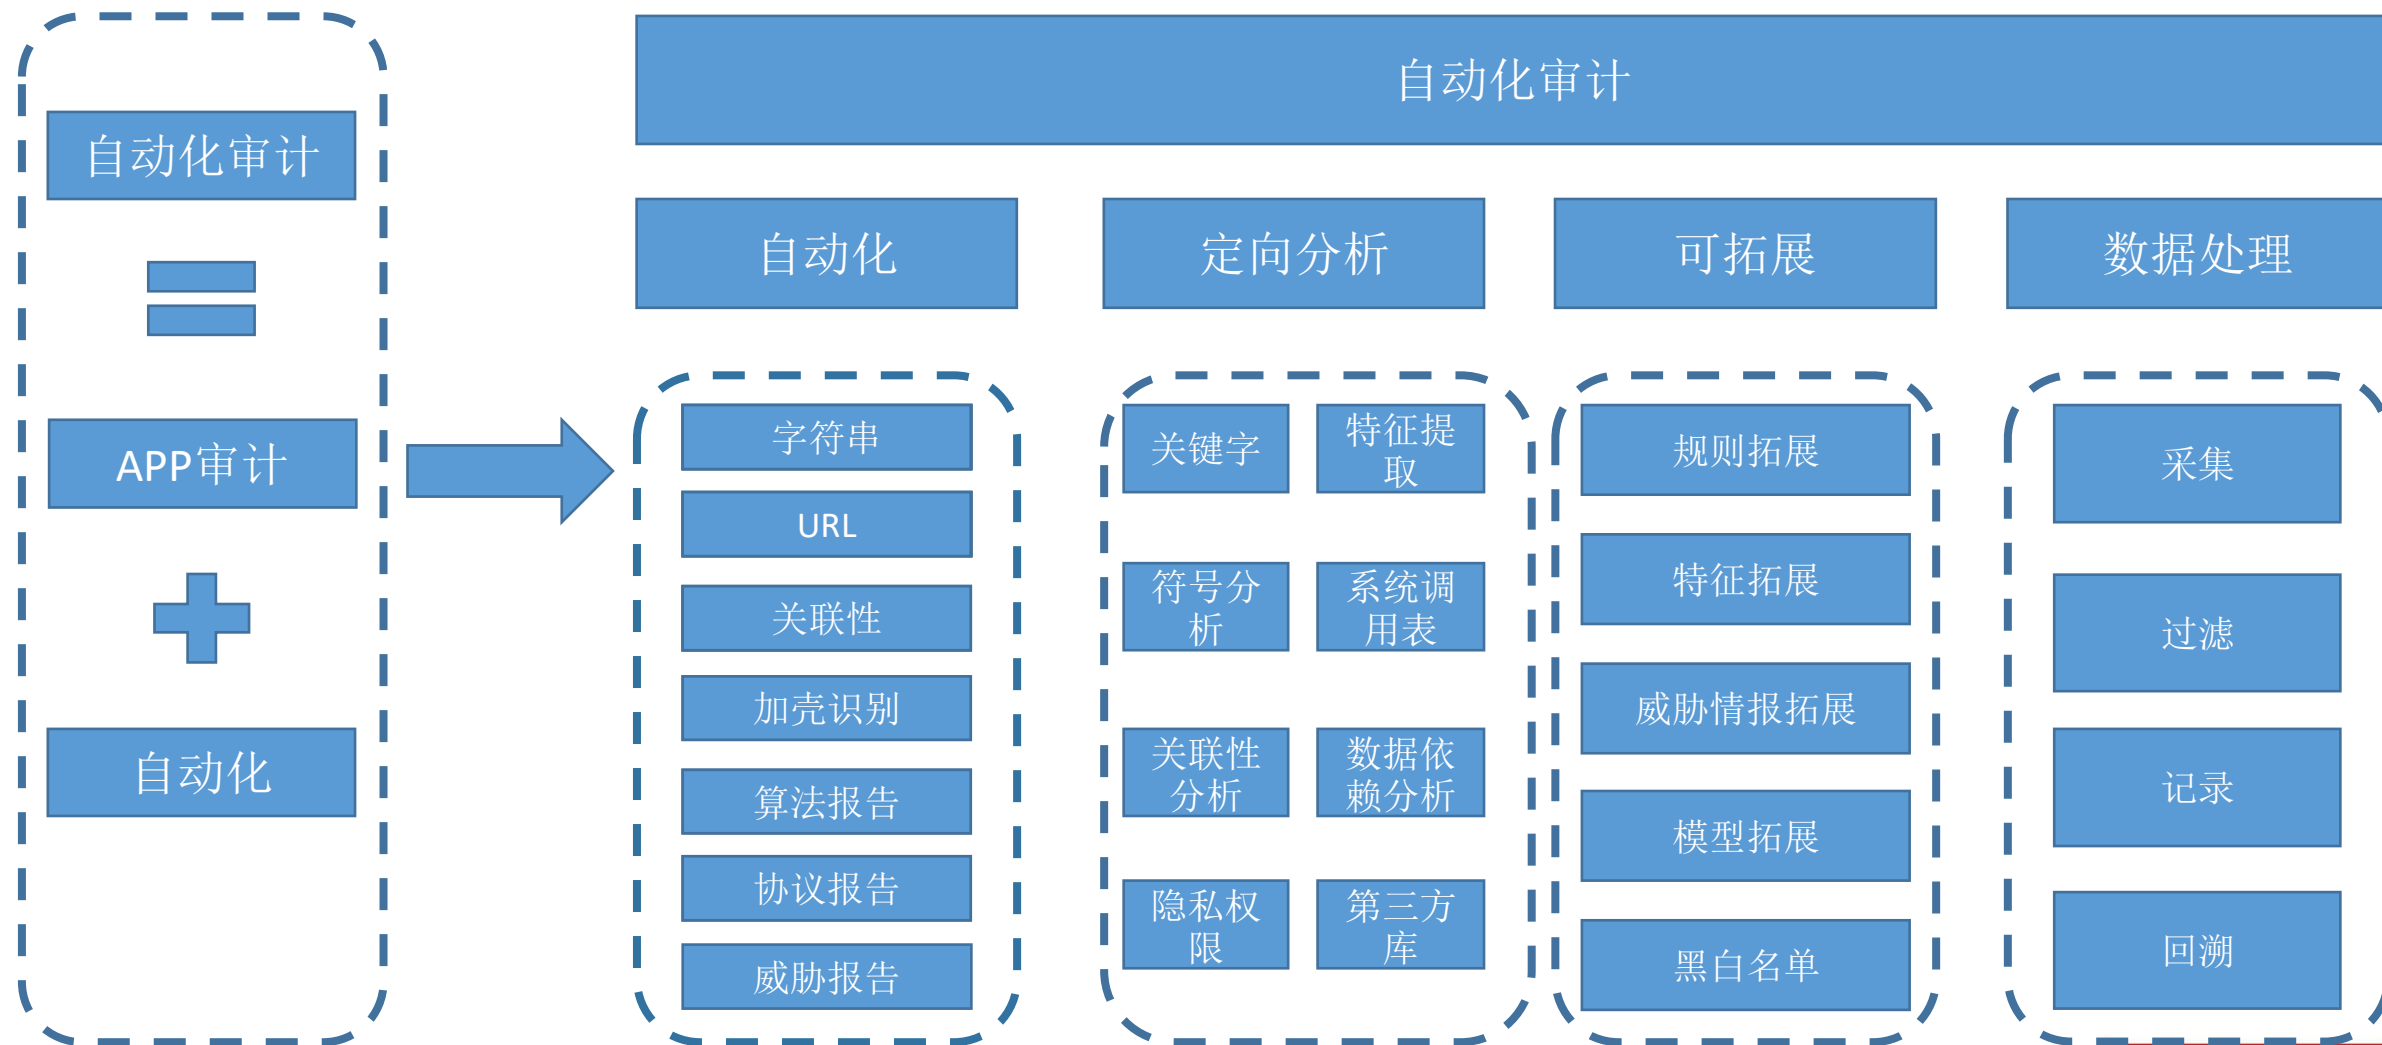 自动化审计
APP审计
自动化
自动化审计
自动化
定向分析
可拓展
数据处理
字符串
URL
关联性
加壳识别
算法报告
协议报告
威胁报告
关键字
特征提
取
符号分
析
系统调
用表
关联性
分析
数据依
赖分析
隐私权
限
第三方
库
规则拓展
特征拓展
威胁情报拓展
模型拓展
黑白名单
采集
过滤
记录
回溯